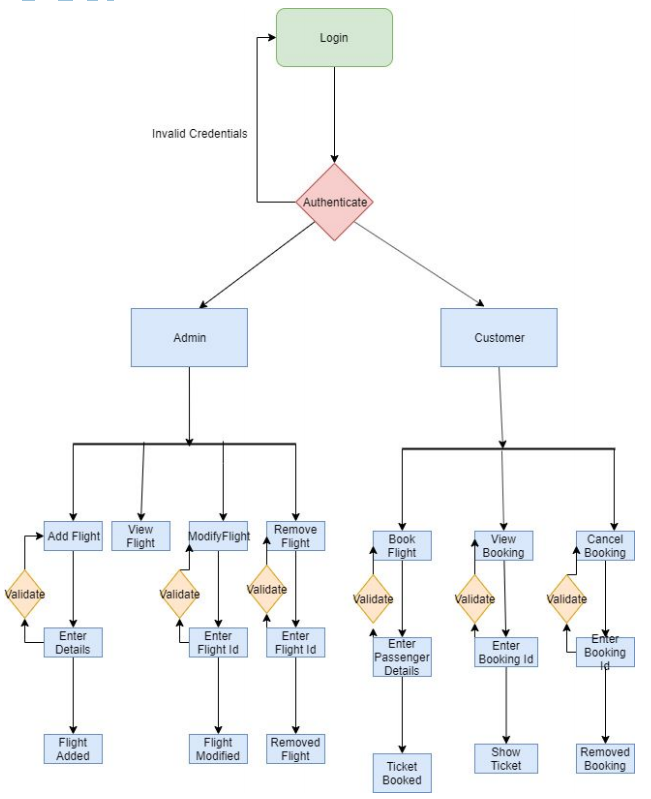 Login
Invalid Credentials
Authenticate
Admin
Customer
Add Flight
View
Flight
ModifyFlight
Remove
Flight
Book
Flight
View
Booking
Cancel
Booking
Validate
Validate
Validate
Validate
Validate
Validate
Enter
Details
Enter
Flight Id
Enter
Flight Id
Enter
Passenger
Details
Enter
Booking Id
Enter
Booking
Id
Flight
Added
Flight
Modified
Removed
Flight
Ticket
Booked
Show
Ticket
Removed
Booking